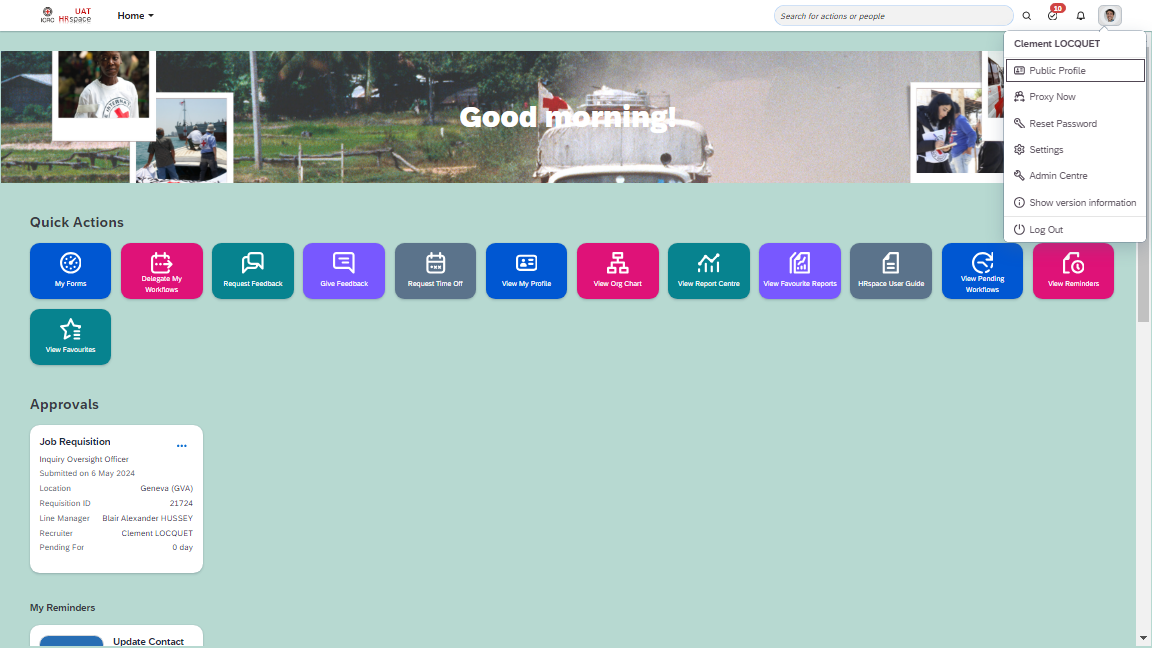 ICRC
UAT
HRspace
Home
Search for actions or people
10
Clement LOCQUET
Public Profile
Proxy Now
Reset Password
Settings
Admin Centre
Show version information
Log Out
Good morning!
Quick Actions
My Forms
Delegate My
Workflows
Request Feedback
Give Feedback
Request Time Off
View My Profile
View Org Chart
View Report Centre
View Favourite Reports
HRspace User Guide
View Pending
Workflows
View Reminders
View Favourites
Approvals
Job Requisition
Inquiry Oversight Officer
Submitted on 6 May 2024
Location Geneva (GVA)
Requisition ID 21724
Line Manager Blair Alexander HUSSEY
Recruiter Clement LOCQUET
Pending For 0 day
My Reminders
Update Contact